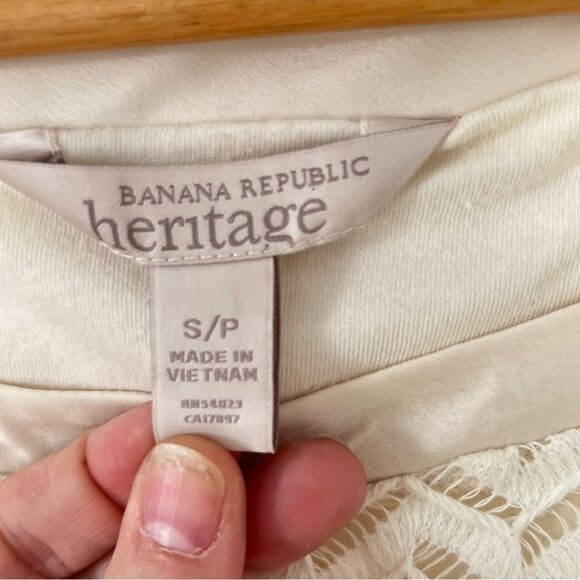 BANANA REPUBLIC
heritage
S/P
MADE IN
VIETNAM
RN54023
CA17897